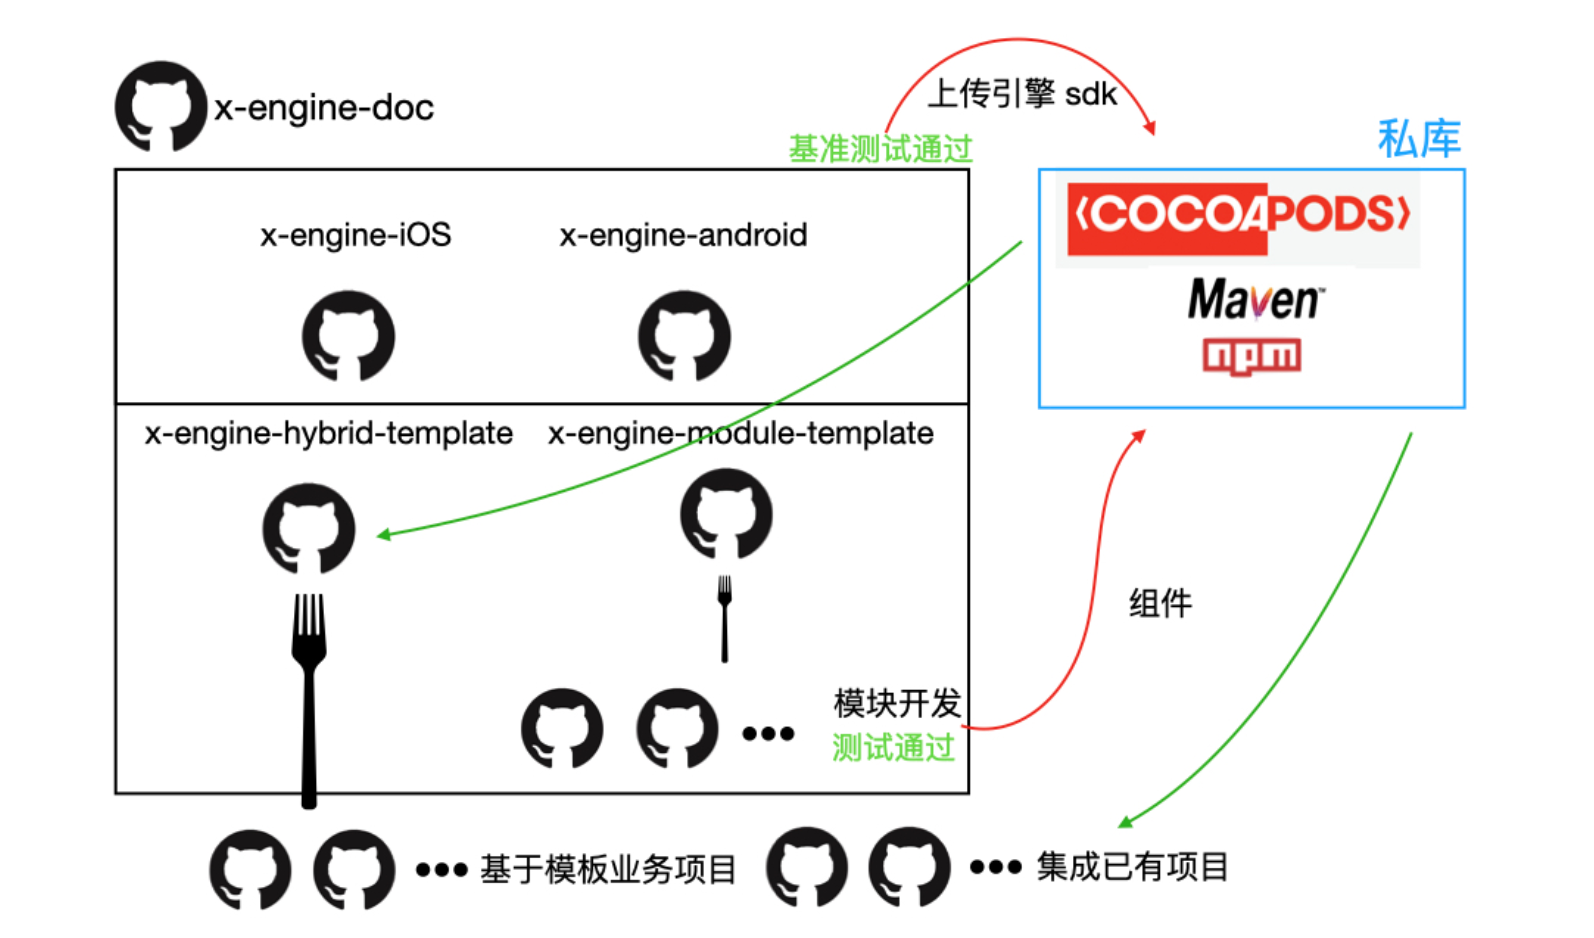 x-engine-doc
上传引擎 sdk
基准测试通过
私库
x-engine-iOS
x-engine-android
‹COCOAPODS›
Maven™
npm
x-engine-hybrid-template
x-engine-module-template
组件
模块开发
测试通过
••• 基于模板业务项目
••• 集成已有项目